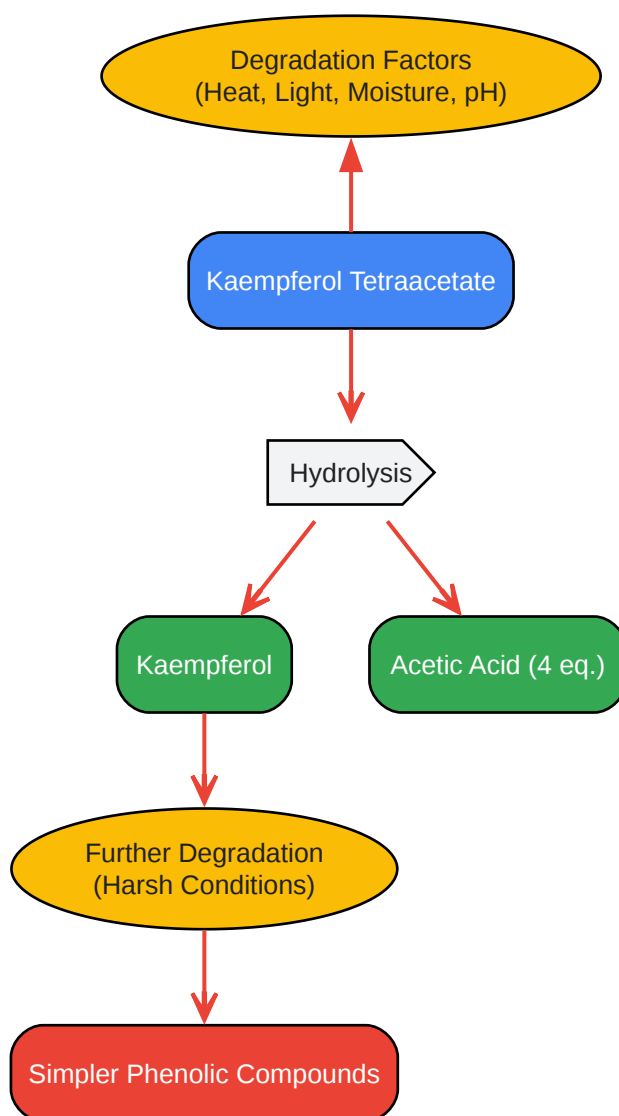 Degradation Factors
(Heat, Light, Moisture, pH)
Kaempferol Tetraacetate
Hydrolysis
Kaempferol
Acetic Acid (4 eq.)
Further Degradation
(Harsh Conditions)
Simpler Phenolic Compounds